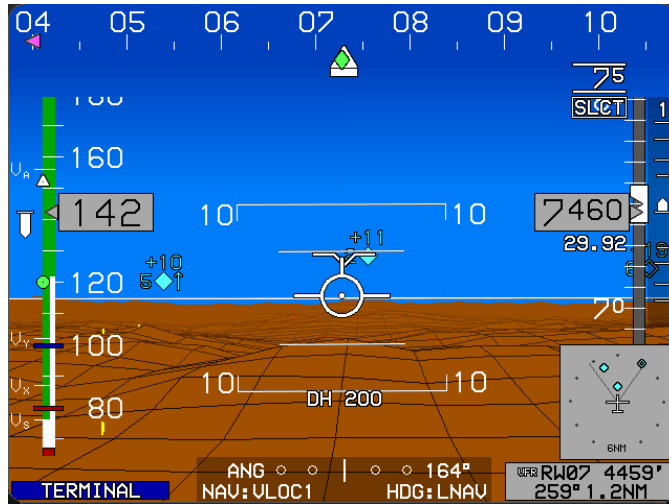 04 05 06 07 08 09 10
75
SLCT
160
VA
142
10 10
7460
29.92
+11
+10
5
120
70
VY
100
VX
10 10
80
DH 200
VS
6NM
ANG 164°
NAV:VLOC1 HDG:LNAV
TERMINAL
VFR RW07 4459'
259° 1.2NM